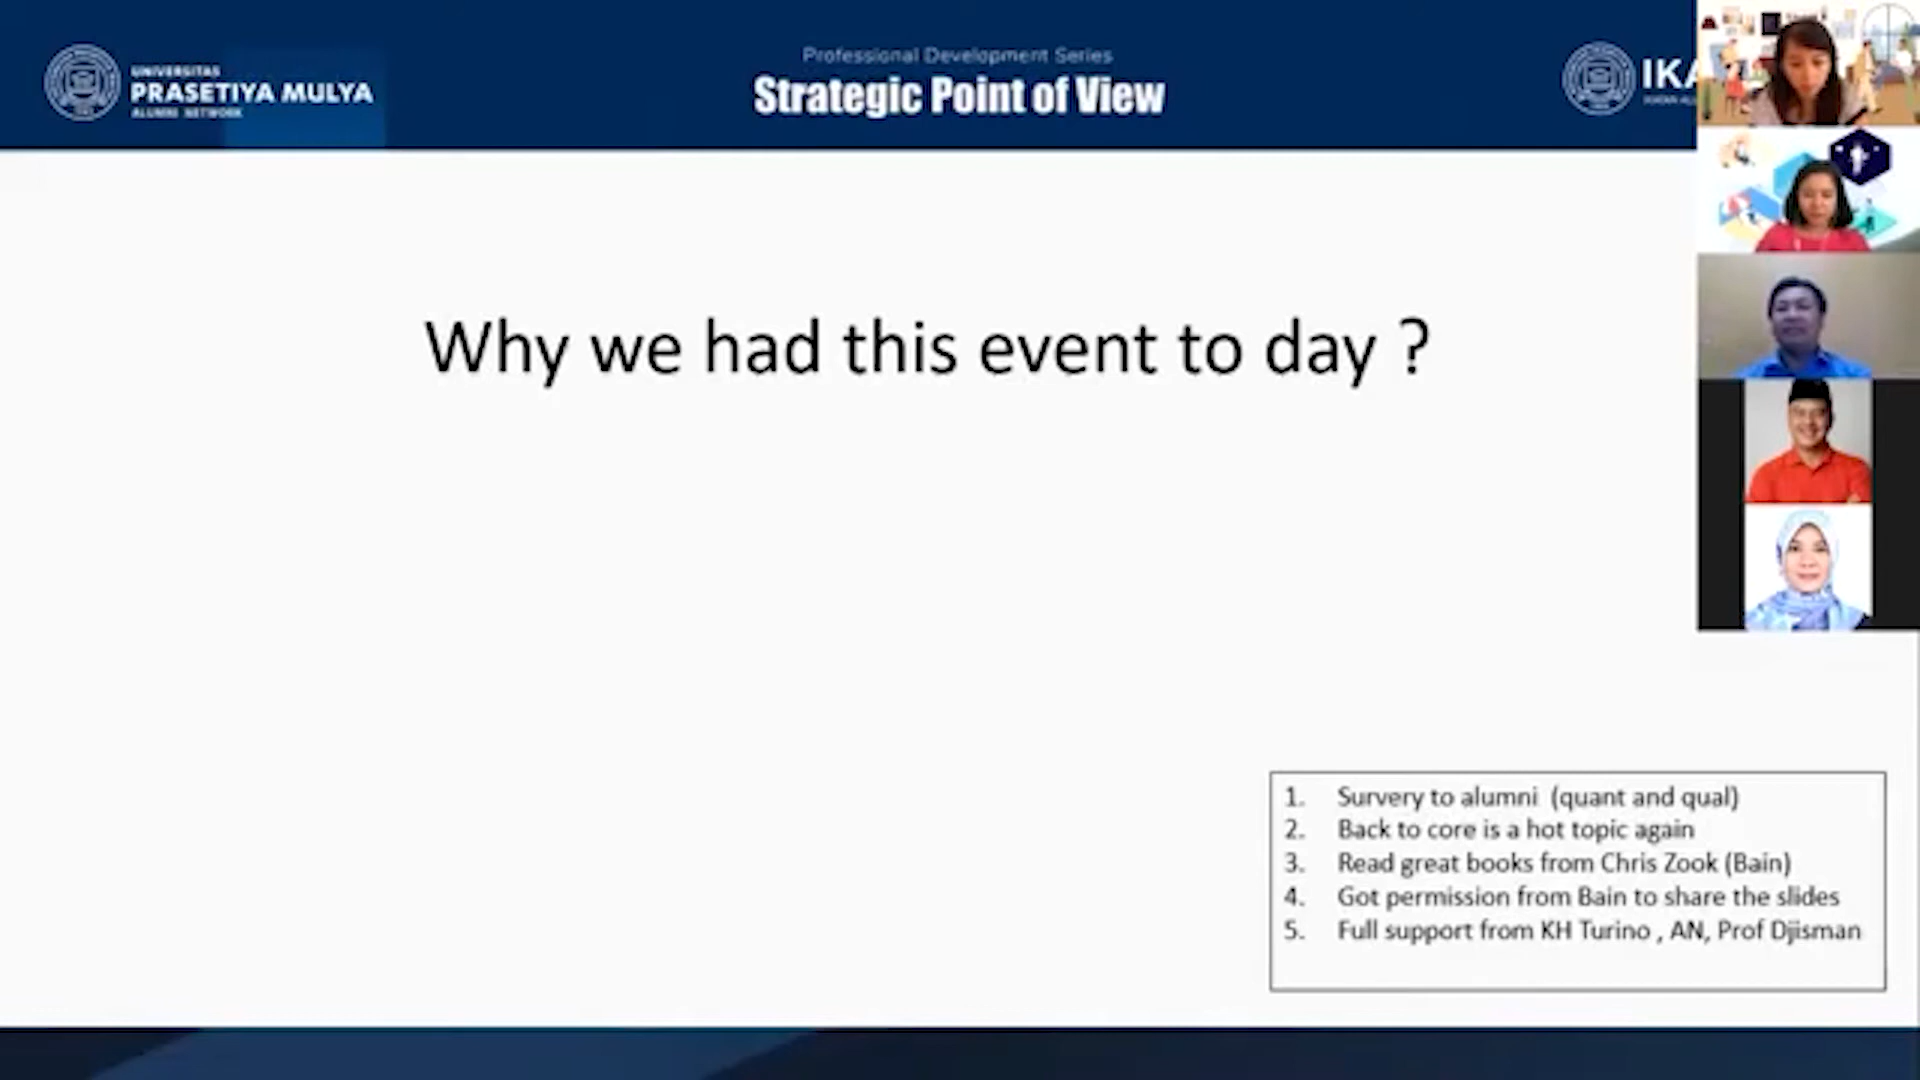 UNIVERSITAS
PRASETIYA MULYA
ALUMNI NETWORK
Professional Development Series
Strategic Point of View
IKA
Why we had this event to day ?
1. Survery to alumni (quant and qual)
2. Back to core is a hot topic again
3. Read great books from Chris Zook (Bain)
4. Got permission from Bain to share the slides
5. Full support from KH Turino , AN, Prof Djisman